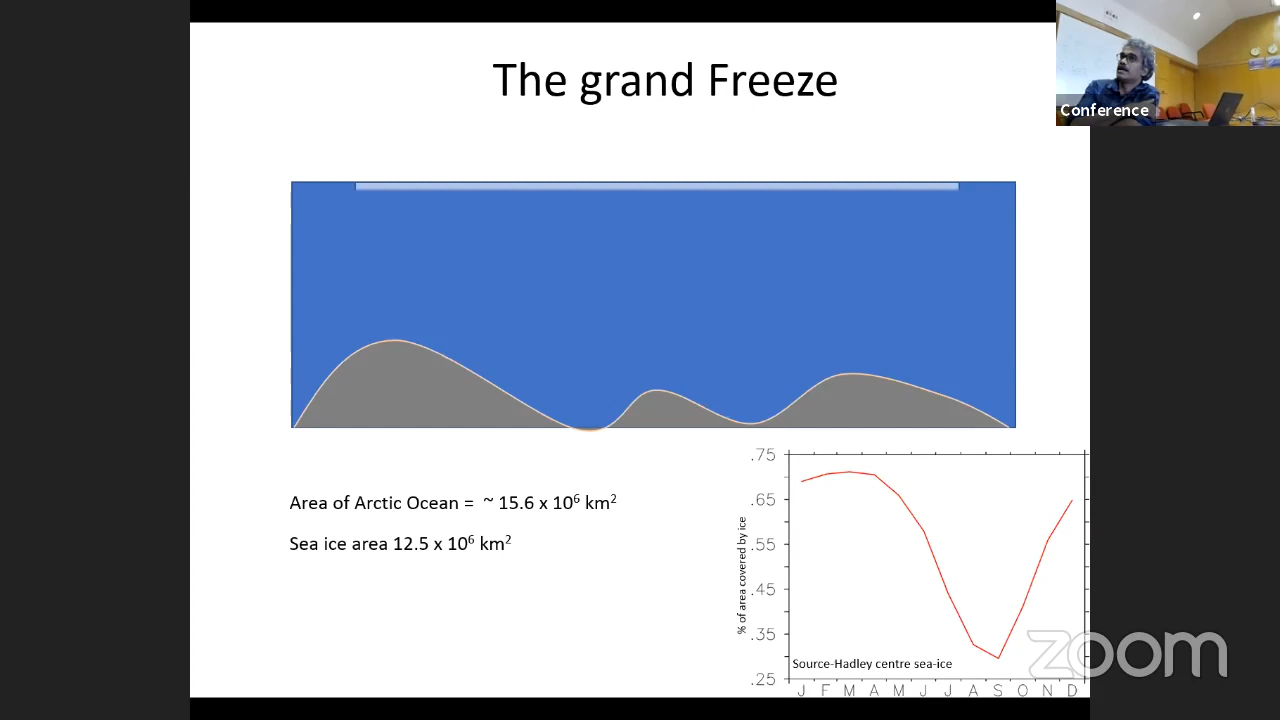 The grand Freeze
Conference
Area of Arctic Ocean = ~ 15.6 x 10⁶ km²
Sea ice area 12.5 x 10⁶ km²
% of area covered by ice
.75
.65
.55
.45
.35
.25
Source-Hadley centre sea-ice
J F M A M J J A S O N D
zoom